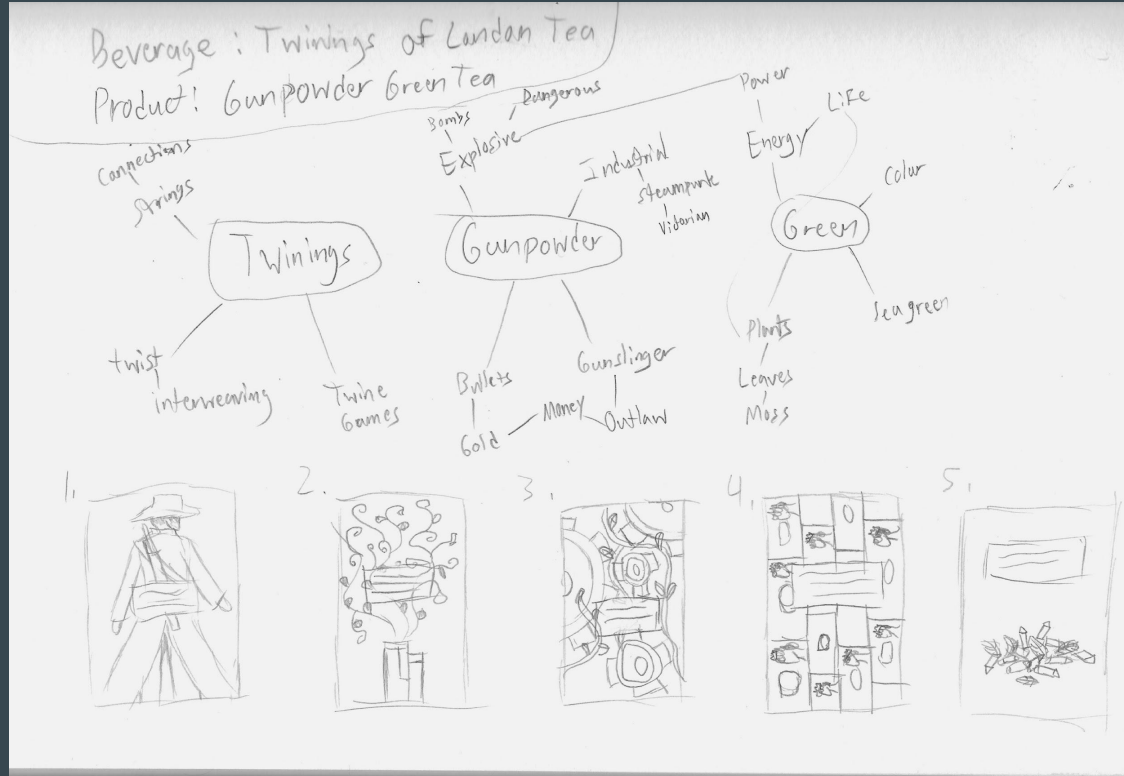 Beverage : Twinings of London Tea
Product: Gunpowder Green Tea
Connections
Strings
Twinings
twist
interweaving
Twine
Games
Bombs
Dangerous
Explosive
Industrial
Steampunk
Victorian
Gunpowder
Bullets
Gold
Money
Gunslinger
Outlaw
Power
Life
Energy
Color
Green
Plants
Leaves
Moss
Seagreen
1.
2.
3.
4.
5.